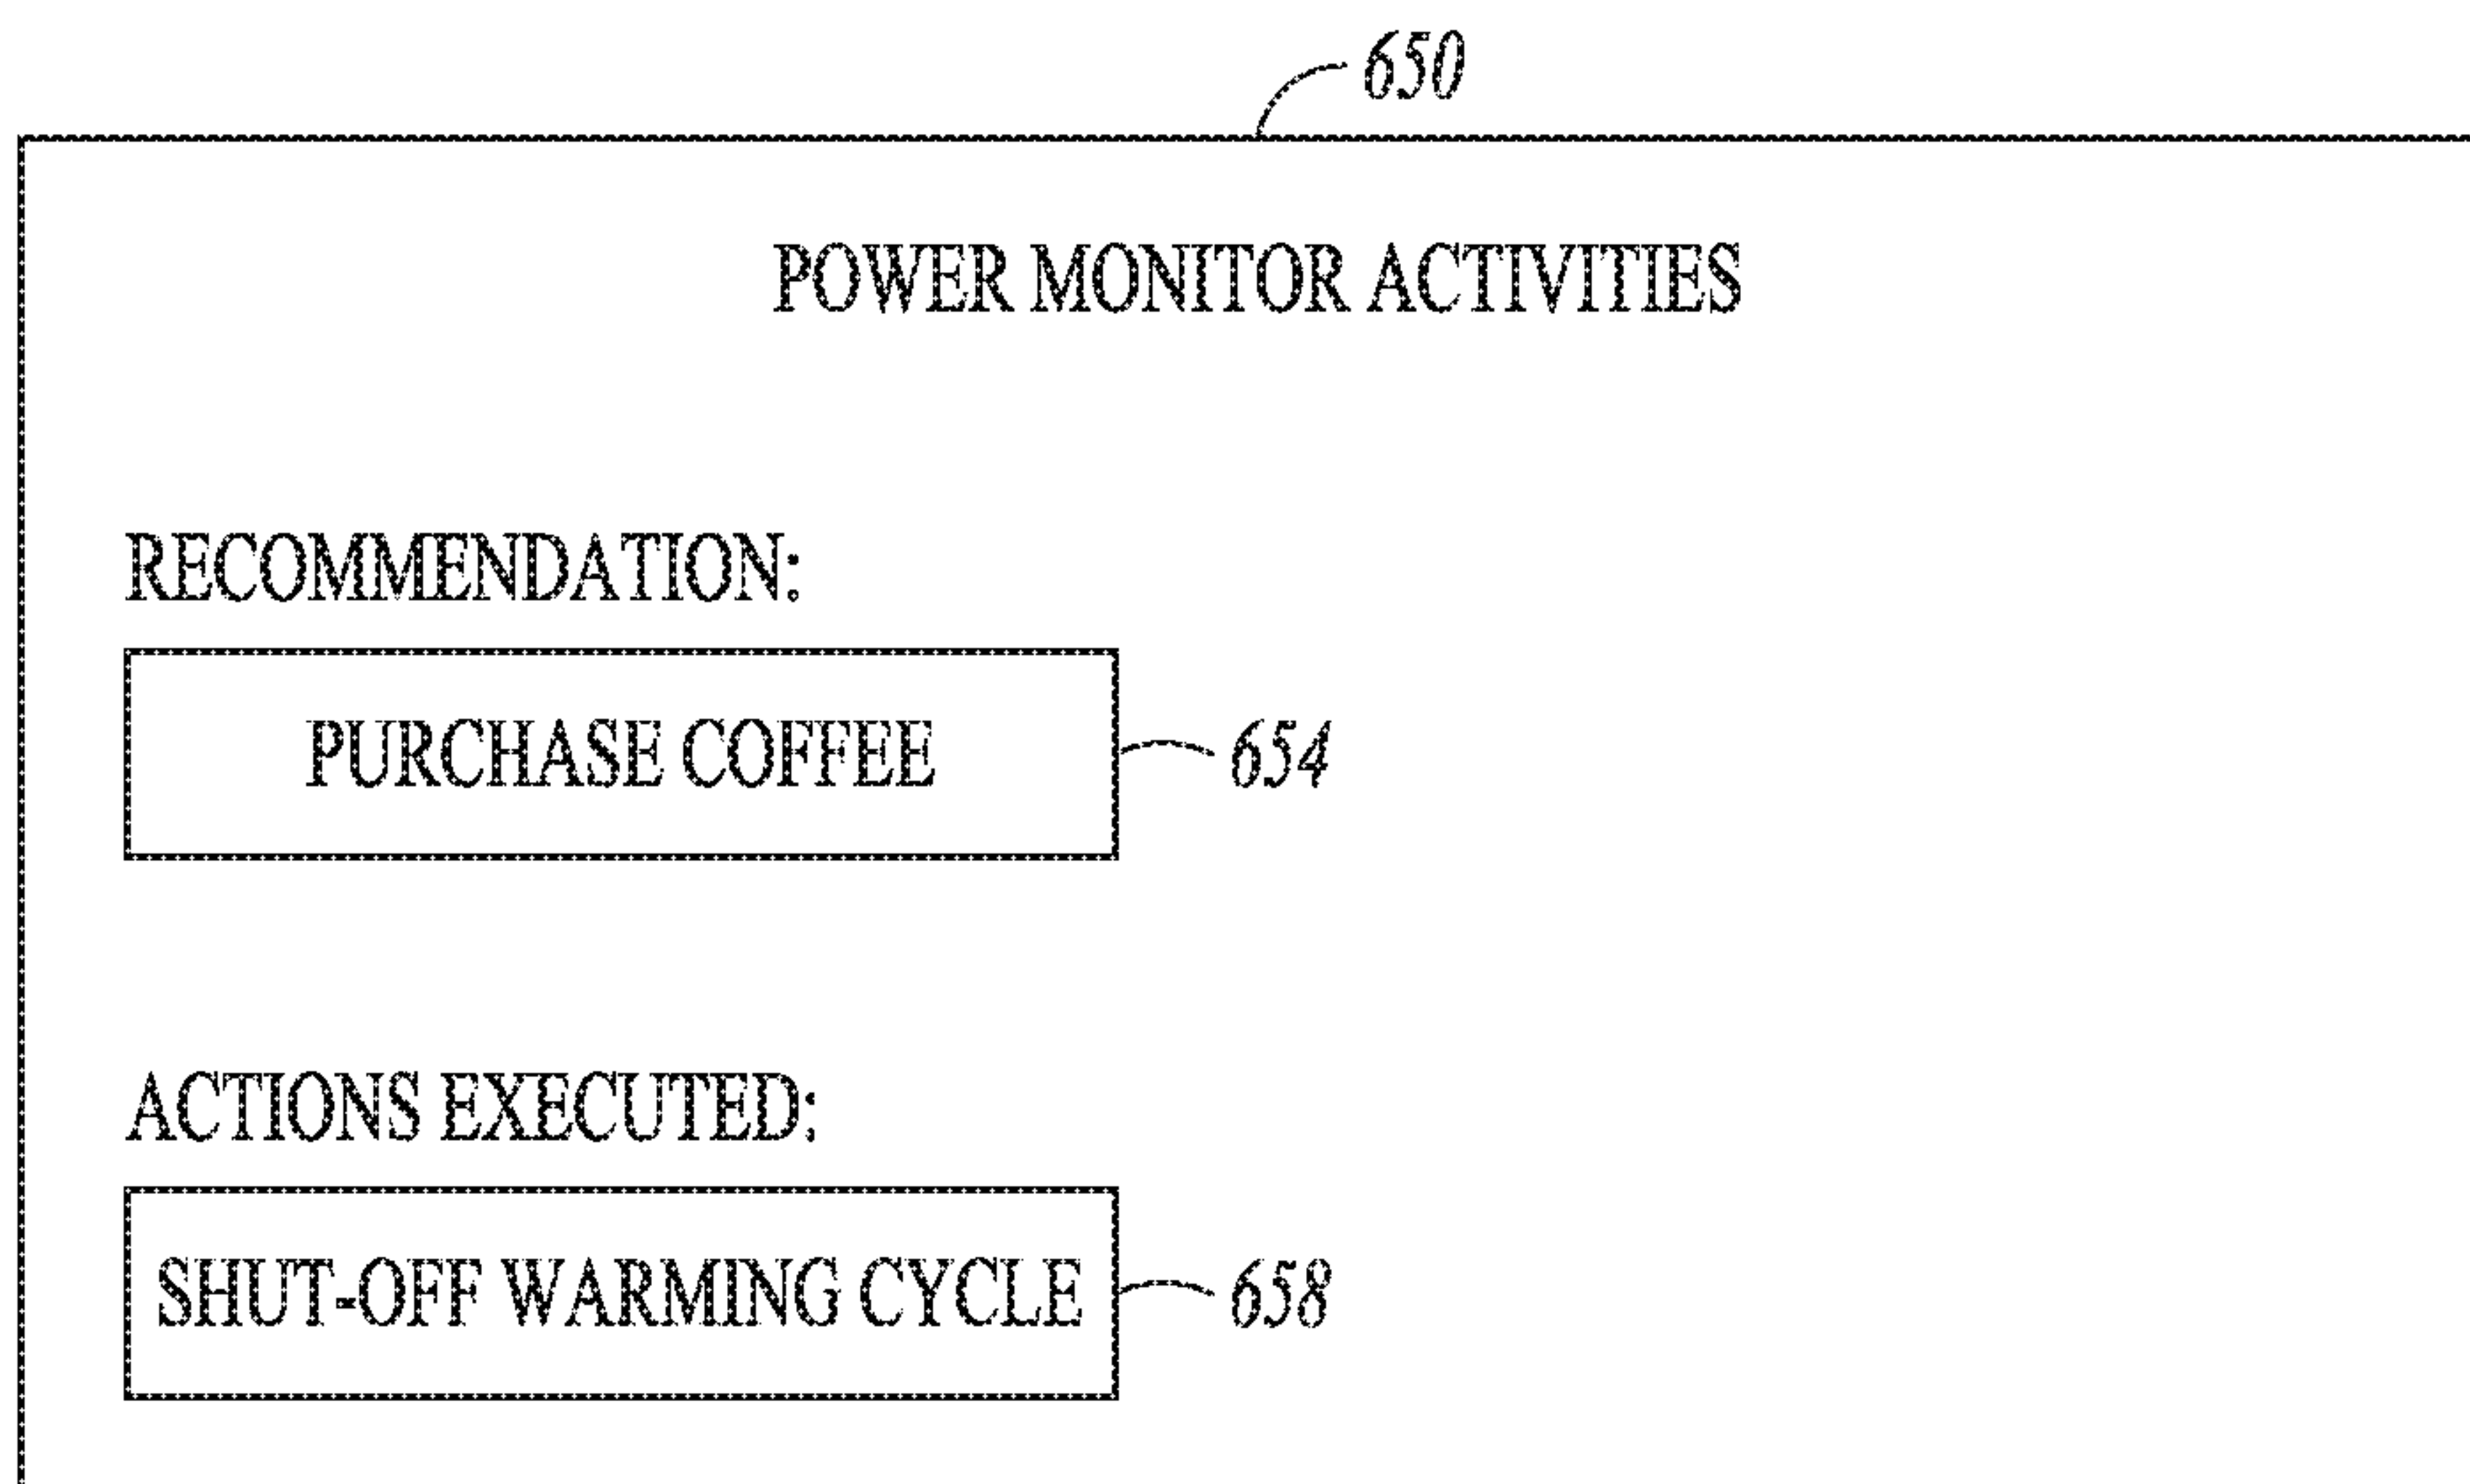 650
POWER MONITOR ACTIVITIES
RECOMMENDATION:
PURCHASE COFFEE
654
ACTIONS EXECUTED:
SHUT-OFF WARMING CYCLE
658